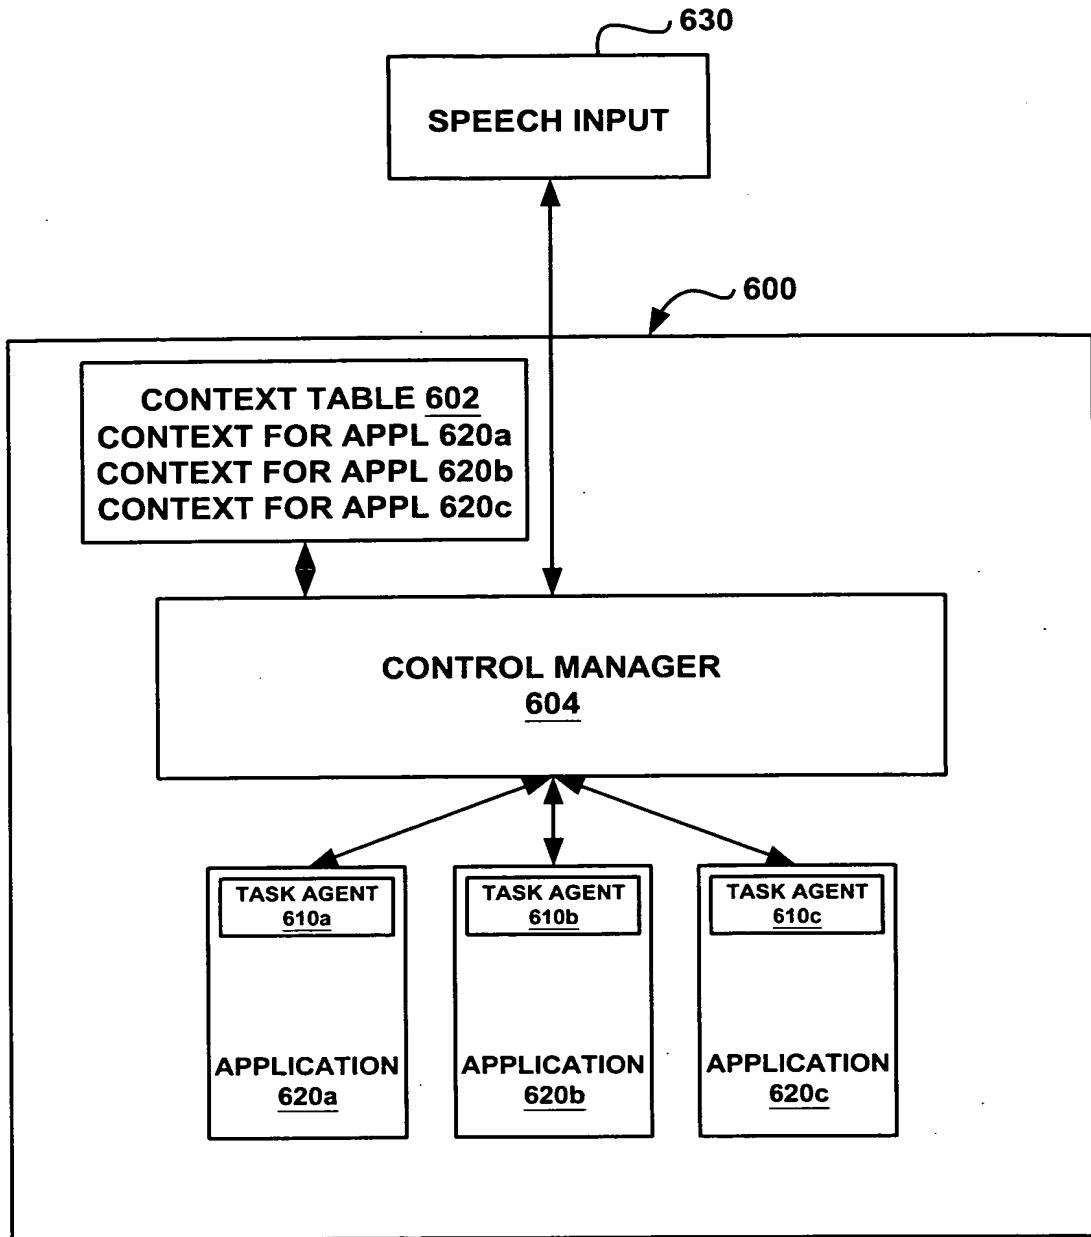 630
SPEECH INPUT
600
CONTEXT TABLE 602
CONTEXT FOR APPL 620a
CONTEXT FOR APPL 620b
CONTEXT FOR APPL 620c
CONTROL MANAGER
604
TASK AGENT
610a
TASK AGENT
610b
TASK AGENT
610c
APPLICATION
620a
APPLICATION
620b
APPLICATION
620c